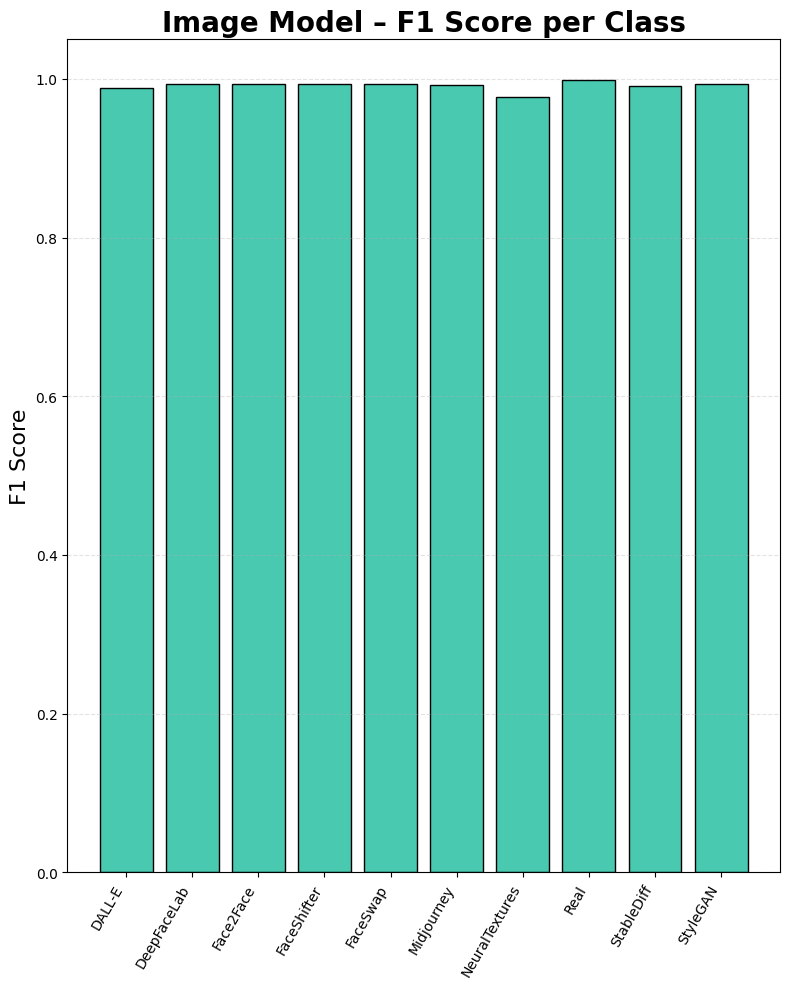 Image Model – F1 Score per Class
F1 Score
1.0
0.8
0.6
0.4
0.2
0.0
DALL-E
DeepFaceLab
Face2Face
FaceShifter
FaceSwap
Midjourney
NeuralTextures
Real
StableDiff
StyleGAN